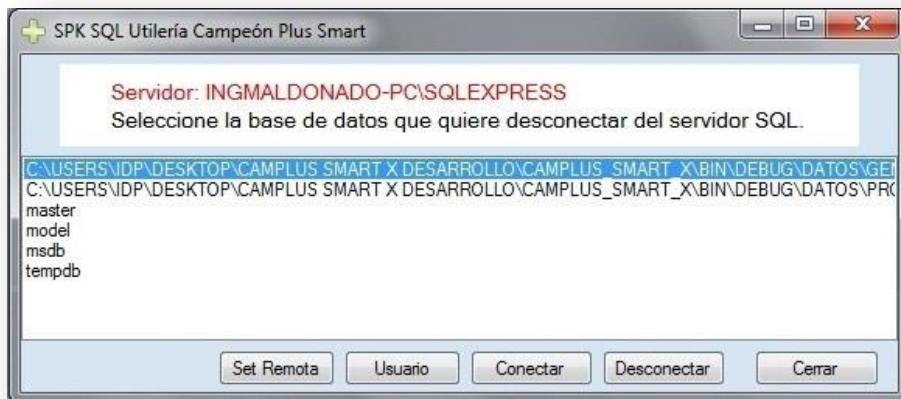 SPK SQL Utilería Campeón Plus Smart
Servidor: INGMALDONADO-PC\SQLEXPRESS
Seleccione la base de datos que quiere desconectar del servidor SQL.
C:\USERS\IDP\DESKTOP\CAMPLUS SMART X DESARROLLO\CAMPLUS_SMART_X\BIN\DEBUG\DATOS\GEN
C:\USERS\IDP\DESKTOP\CAMPLUS SMART X DESARROLLO\CAMPLUS_SMART_X\BIN\DEBUG\DATOS\PRO
master
model
msdb
tempdb
Set Remota Usuario Conectar Desconectar Cerrar